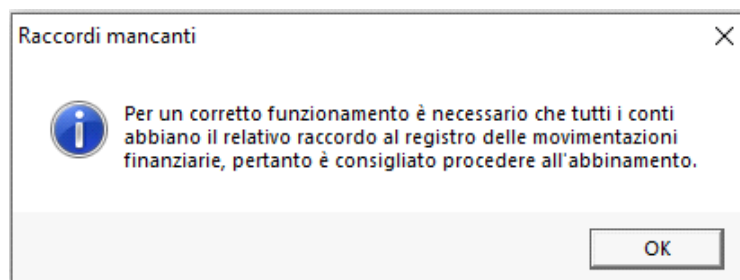 Raccordi mancanti
Per un corretto funzionamento è necessario che tutti i conti
abbiano il relativo raccordo al registro delle movimentazioni
finanziarie, pertanto è consigliato procedere all'abbinamento.
OK